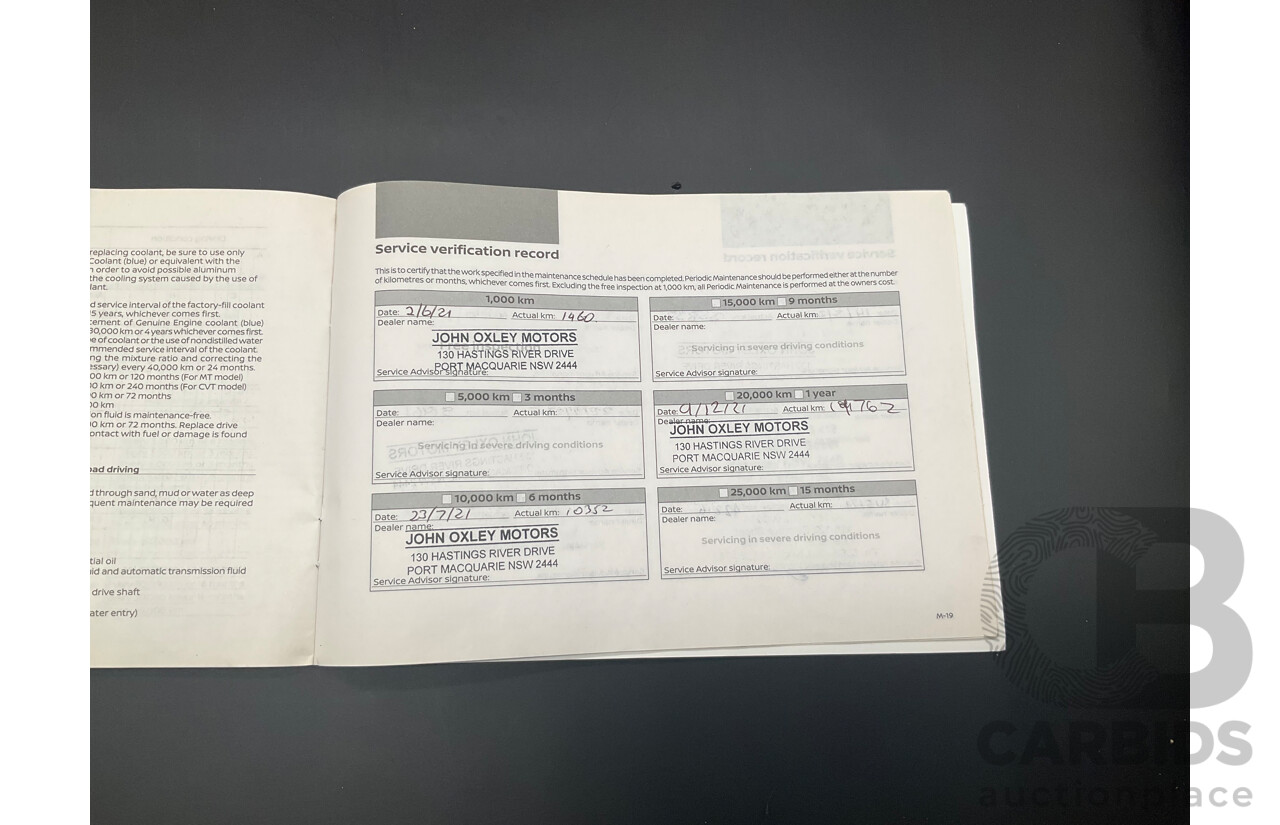 replacing coolant, be sure to use only
Coolant (blue) or equivalent with the
n order to avoid possible aluminum
the cooling system caused by the use of
lant.
d service interval of the factory-fill coolant
5 years, whichever comes first.
cement of Genuine Engine coolant (blue)
80,000 km or 4 years whichever comes first.
e of coolant or the use of nondistilled water
mmended service interval of the coolant.
ng the mixture ratio and correcting the
essary) every 40,000 km or 24 months.
00 km or 120 months (For MT model)
0 km or 240 months (For CVT model)
0 km or 72 months
00 km
on fluid is maintenance-free.
0 km or 72 months. Replace drive
ontact with fuel or damage is found
oad driving
d through sand, mud or water as deep
quent maintenance may be required
tial oil
uid and automatic transmission fluid
drive shaft
ater entry)
Service verification record
This is to certify that the work specified in the maintenance schedule has been completed. Periodic Maintenance should be performed either at the number
of kilometres or months, whichever comes first. Excluding the free inspection at 1,000 km, all Periodic Maintenance is performed at the owners cost.
1,000 km
Date: 2/6/21 Actual km: 1460
Dealer name:
JOHN OXLEY MOTORS
130 HASTINGS RIVER DRIVE
PORT MACQUARIE NSW 2444
Service Advisor signature:
5,000 km 3 months
Date: Actual km:
Dealer name:
Servicing in severe driving conditions
Service Advisor signature:
10,000 km 6 months
Date: 23/7/21 Actual km: 10352
Dealer name:
JOHN OXLEY MOTORS
130 HASTINGS RIVER DRIVE
PORT MACQUARIE NSW 2444
Service Advisor signature:
15,000 km 9 months
Date: Actual km:
Dealer name:
Servicing in severe driving conditions
Service Advisor signature:
20,000 km 1 year
Date: 9/12/21 Actual km:
Dealer name:
JOHN OXLEY MOTORS
130 HASTINGS RIVER DRIVE
PORT MACQUARIE NSW 2444
Service Advisor signature:
25,000 km 15 months
Date: Actual km:
Dealer name:
Servicing in severe driving conditions
Service Advisor signature:
M-19
CB
CARBIDS
auctionplace